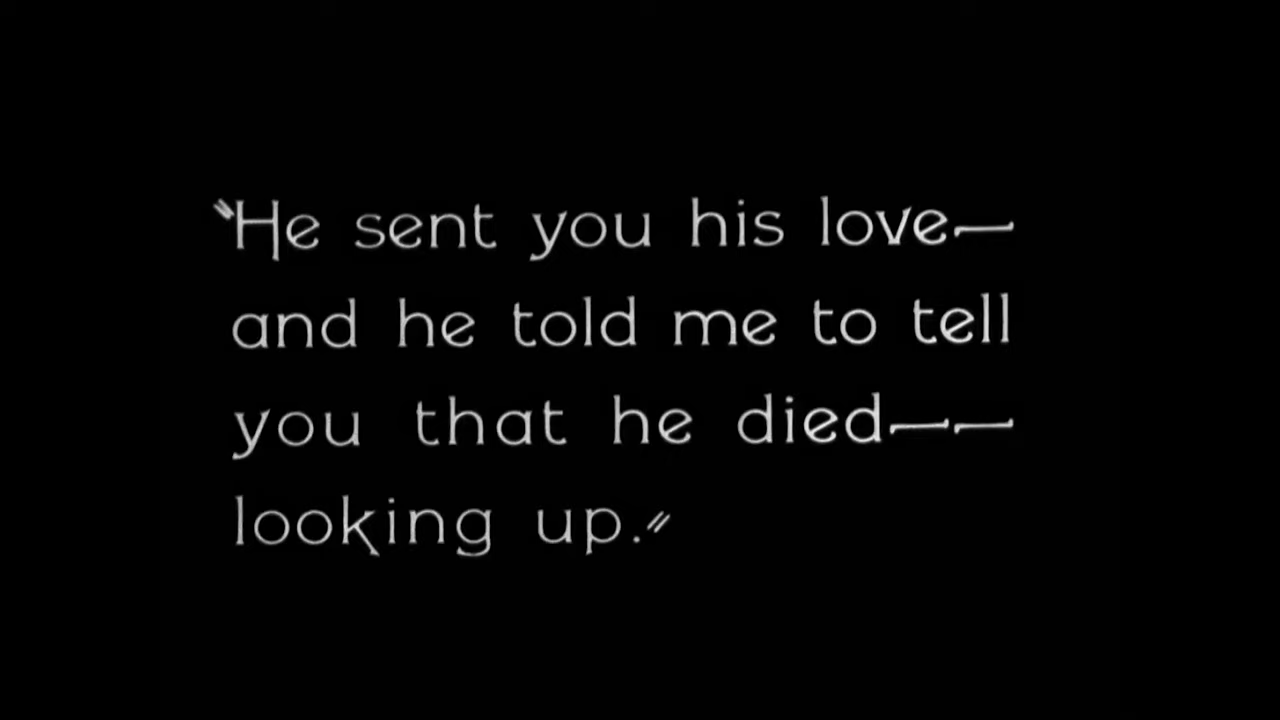 “He sent you his love—
and he told me to tell
you that he died——
looking up.”